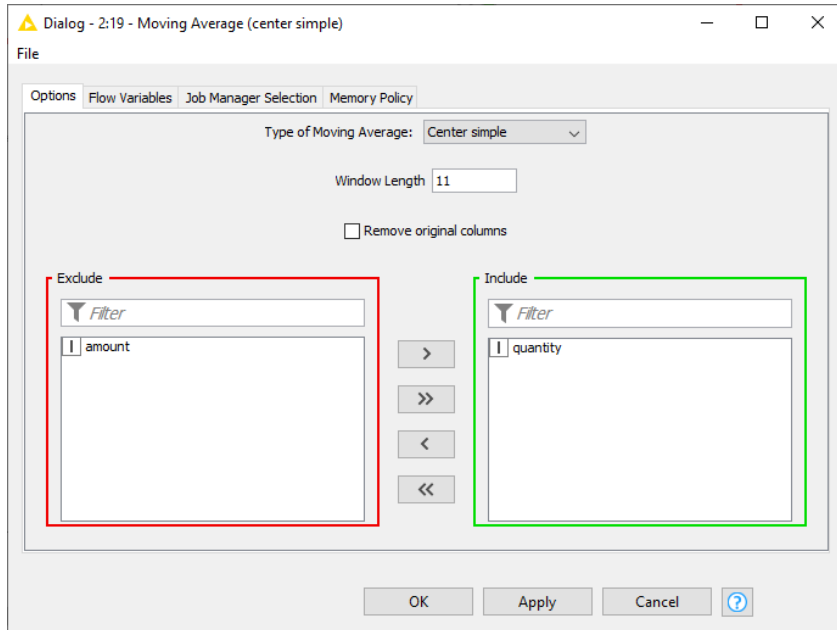 Dialog - 2:19 - Moving Average (center simple)
File
Options Flow Variables Job Manager Selection Memory Policy
Type of Moving Average: Center simple
Window Length 11
Remove original columns
Exclude Include
Filter Filter
I amount I quantity
>
>>
<
<<
OK Apply Cancel ?